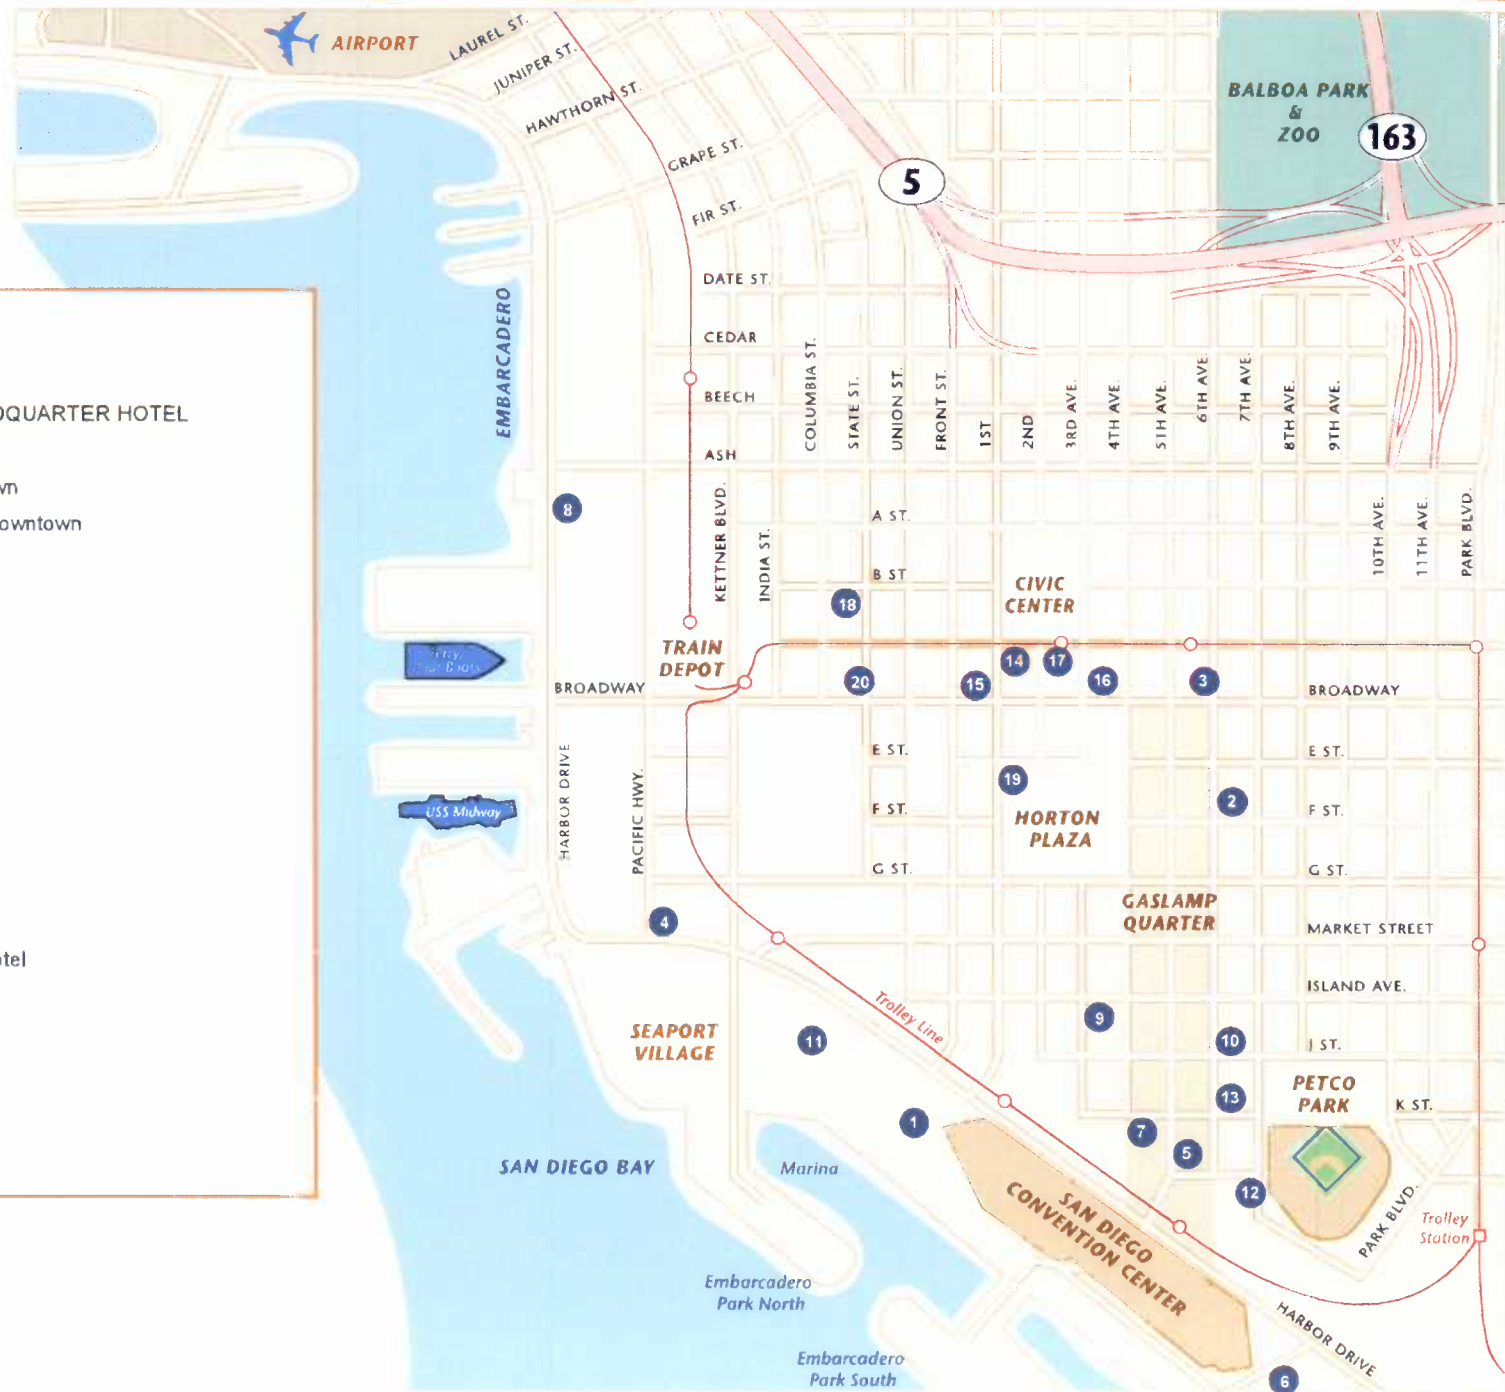 AIRPORT
LAUREL ST.
JUNIPER ST.
HAWTHORN ST.
GRAPE ST.
FIR ST.
5
BALBOA PARK
&
ZOO
163
DATE ST.
CEDAR
BEECH
ASH
EMBARCADERO
COLUMBIA ST.
STATE ST.
UNION ST.
FRONT ST.
1ST
2ND
3RD AVE.
4TH AVE.
5TH AVE.
6TH AVE.
7TH AVE.
8TH AVE.
9TH AVE.
10TH AVE.
11TH AVE.
PARK BLVD.
HOTEL
owntown
8
KETTNER BLVD.
INDIA ST.
A ST.
B ST
18
CIVIC
CENTER
TRAIN
DEPOT
14
17
20
15
16
3
BROADWAY
BROADWAY
HARBOR DRIVE
PACIFIC HWY.
USS Midway
E ST.
E ST.
19
2
F ST.
F ST.
HORTON
PLAZA
G ST.
G ST.
GASLAMP
QUARTER
4
MARKET STREET
ISLAND AVE.
Trolley Line
9
SEAPORT
VILLAGE
11
10
J ST.
PETCO
PARK
13
K ST.
1
7
5
12
SAN DIEGO BAY
Marina
SAN DIEGO
CONVENTION CENTER
PARK BLVD.
Trolley
Station
Embarcadero
Park North
HARBOR DRIVE
Embarcadero
Park South
6